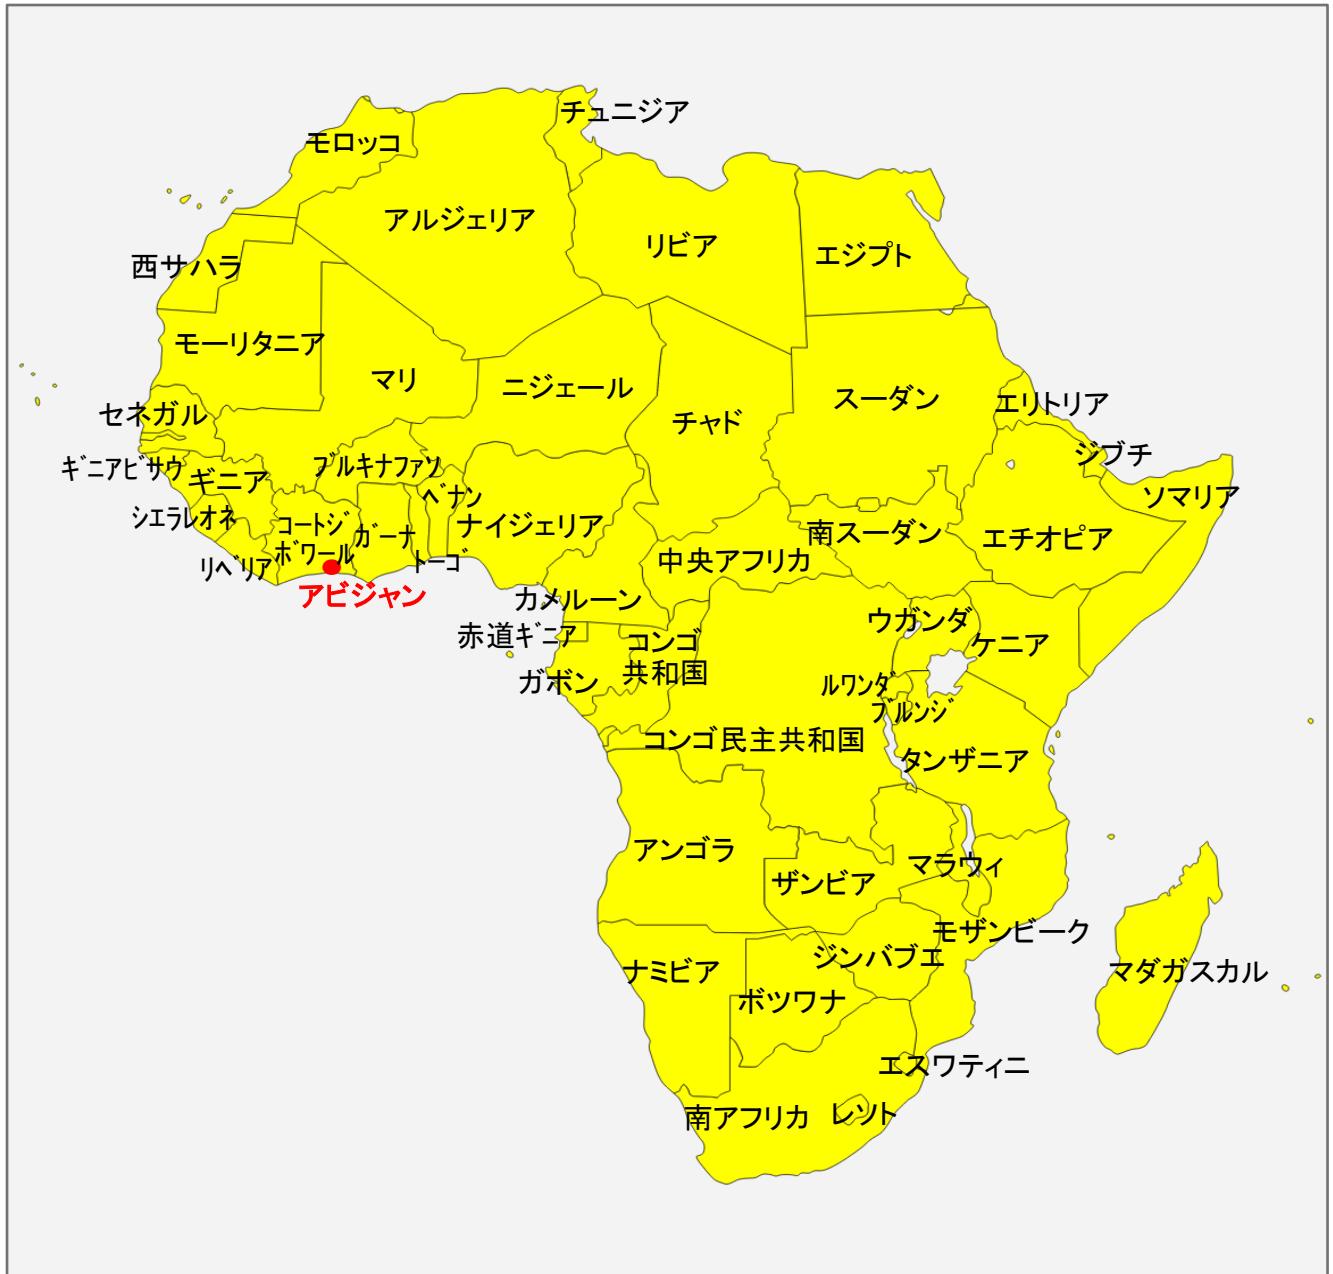 チュニジア
モロッコ
アルジェリア
リビア
エジプト
西サハラ
モーリタニア
マリ
ニジェール
チャド
スーダン
エリトリア
セネガル
ジブチ
ギニアビサウ
ギニア
ブルキナファソ
ベナン
ソマリア
シエラレオネ
コートジ
ボワール
ガーナ
ナイジェリア
南スーダン
エチオピア
リベリア
トーゴ
中央アフリカ
アビジャン
カメルーン
赤道ギニア
コンゴ
共和国
ウガンダ
ケニア
ガボン
ルワンダ
ブルンジ
コンゴ民主共和国
タンザニア
アンゴラ
ザンビア
マラウィ
モザンビーク
ナミビア
ジンバブエ
マダガスカル
ボツワナ
エスワティニ
南アフリカ
レソト